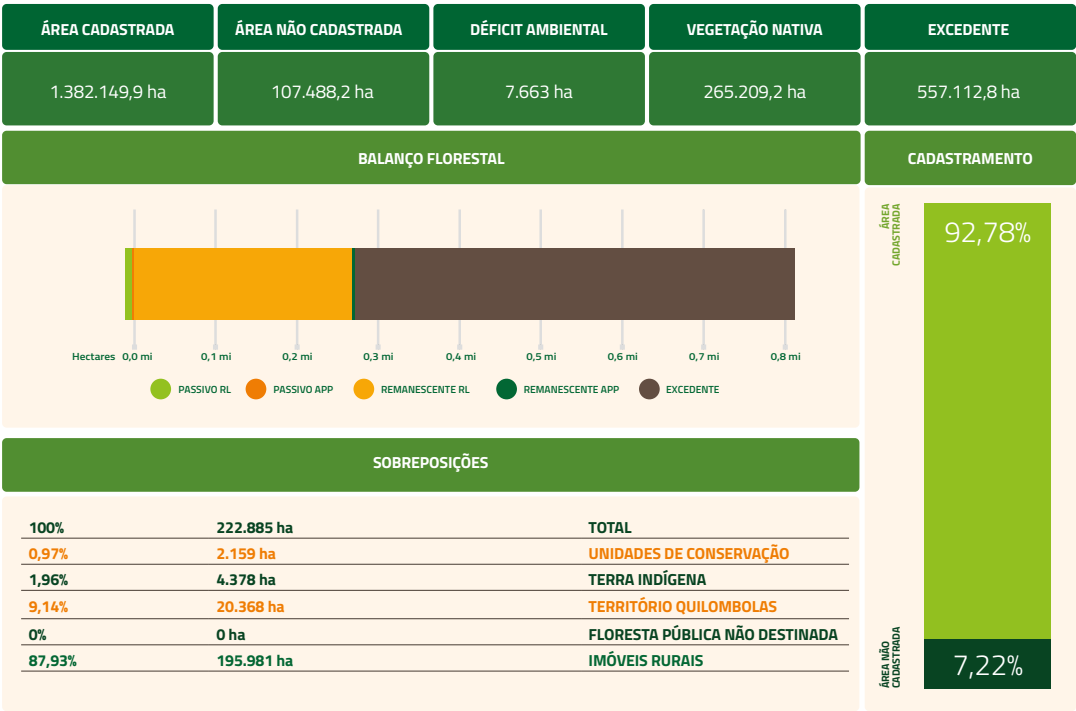 ÁREA CADASTRADA
ÁREA NÃO CADASTRADA
DÉFICIT AMBIENTAL
VEGETAÇÃO NATIVA
EXCEDENTE
1.382.149,9 ha
107.488,2 ha
7.663 ha
265.209,2 ha
557.112,8 ha
BALANÇO FLORESTAL
Hectares 0,0 mi 0,1 mi 0,2 mi 0,3 mi 0,4 mi 0,5 mi 0,6 mi 0,7 mi 0,8 mi
PASSIVO RL PASSIVO APP REMANESCENTE RL REMANESCENTE APP EXCEDENTE
CADASTRAMENTO
ÁREA
CADASTRADA
92,78%
ÁREA NÃO
CADASTRADA
7,22%
SOBREPOSIÇÕES
100% 222.885 ha TOTAL
0,97% 2.159 ha UNIDADES DE CONSERVAÇÃO
1,96% 4.378 ha TERRA INDÍGENA
9,14% 20.368 ha TERRITÓRIO QUILOMBOLAS
0% 0 ha FLORESTA PÚBLICA NÃO DESTINADA
87,93% 195.981 ha IMÓVEIS RURAIS